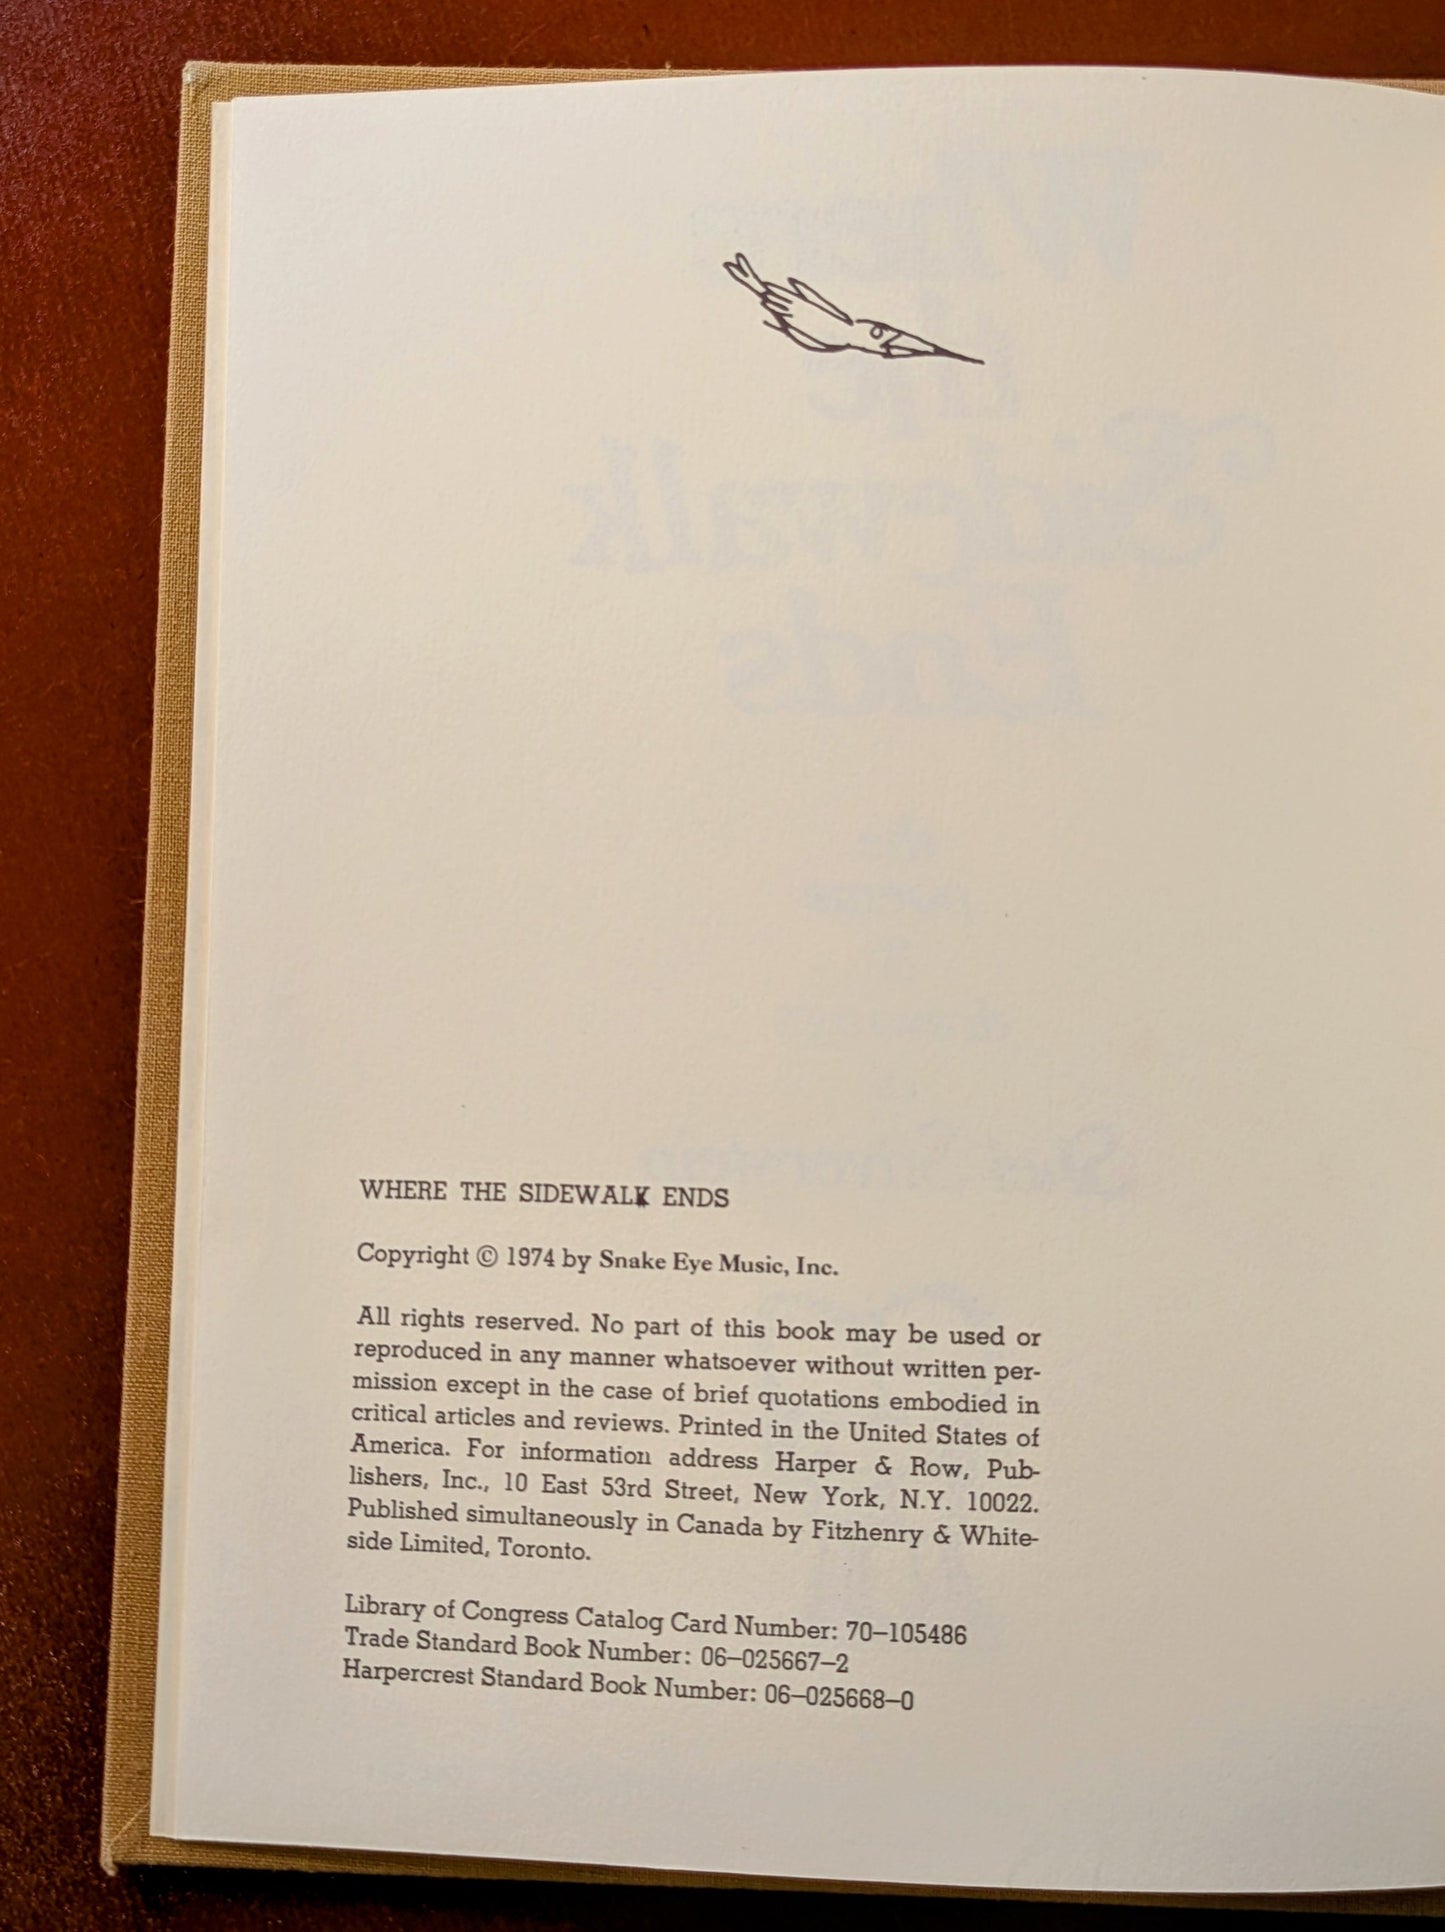 WHERE THE SIDEWALK ENDS
Copyright © 1974 by Snake Eye Music, Inc.
All rights reserved. No part of this book may be used or
reproduced in any manner whatsoever without written per-
mission except in the case of brief quotations embodied in
critical articles and reviews. Printed in the United States of
America. For information address Harper & Row, Pub-
lishers, Inc., 10 East 53rd Street, New York, N.Y. 10022.
Published simultaneously in Canada by Fitzhenry & White-
side Limited, Toronto.
Library of Congress Catalog Card Number: 70–105486
Trade Standard Book Number: 06–025667–2
Harpercrest Standard Book Number: 06–025668–0